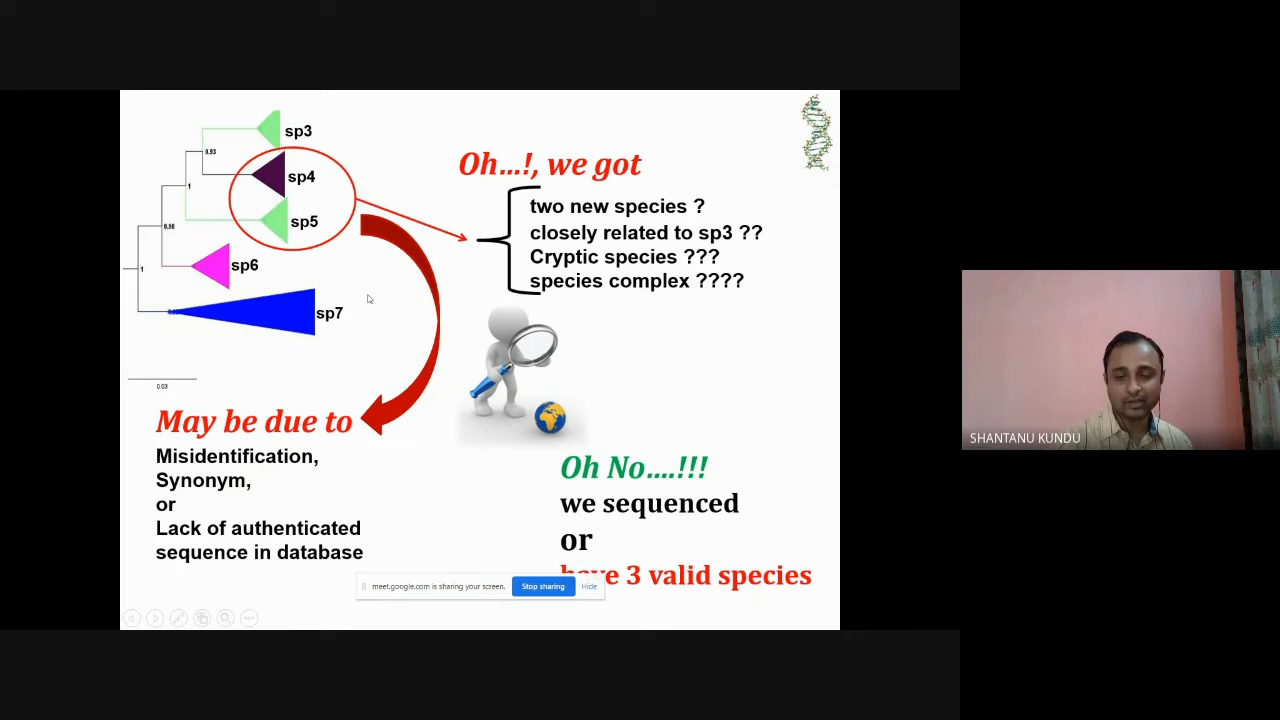 sp3
0.93
sp4
1
sp5
0.98
sp6
1
sp7
0.03
Oh...!, we got
two new species ?
closely related to sp3 ??
Cryptic species ???
species complex ????
May be due to
Misidentification,
Synonym,
or
Lack of authenticated
sequence in database
Oh No....!!!
we sequenced
or
have 3 valid species
meet.google.com is sharing your screen.
Stop sharing
Hide
SHANTANU KUNDU